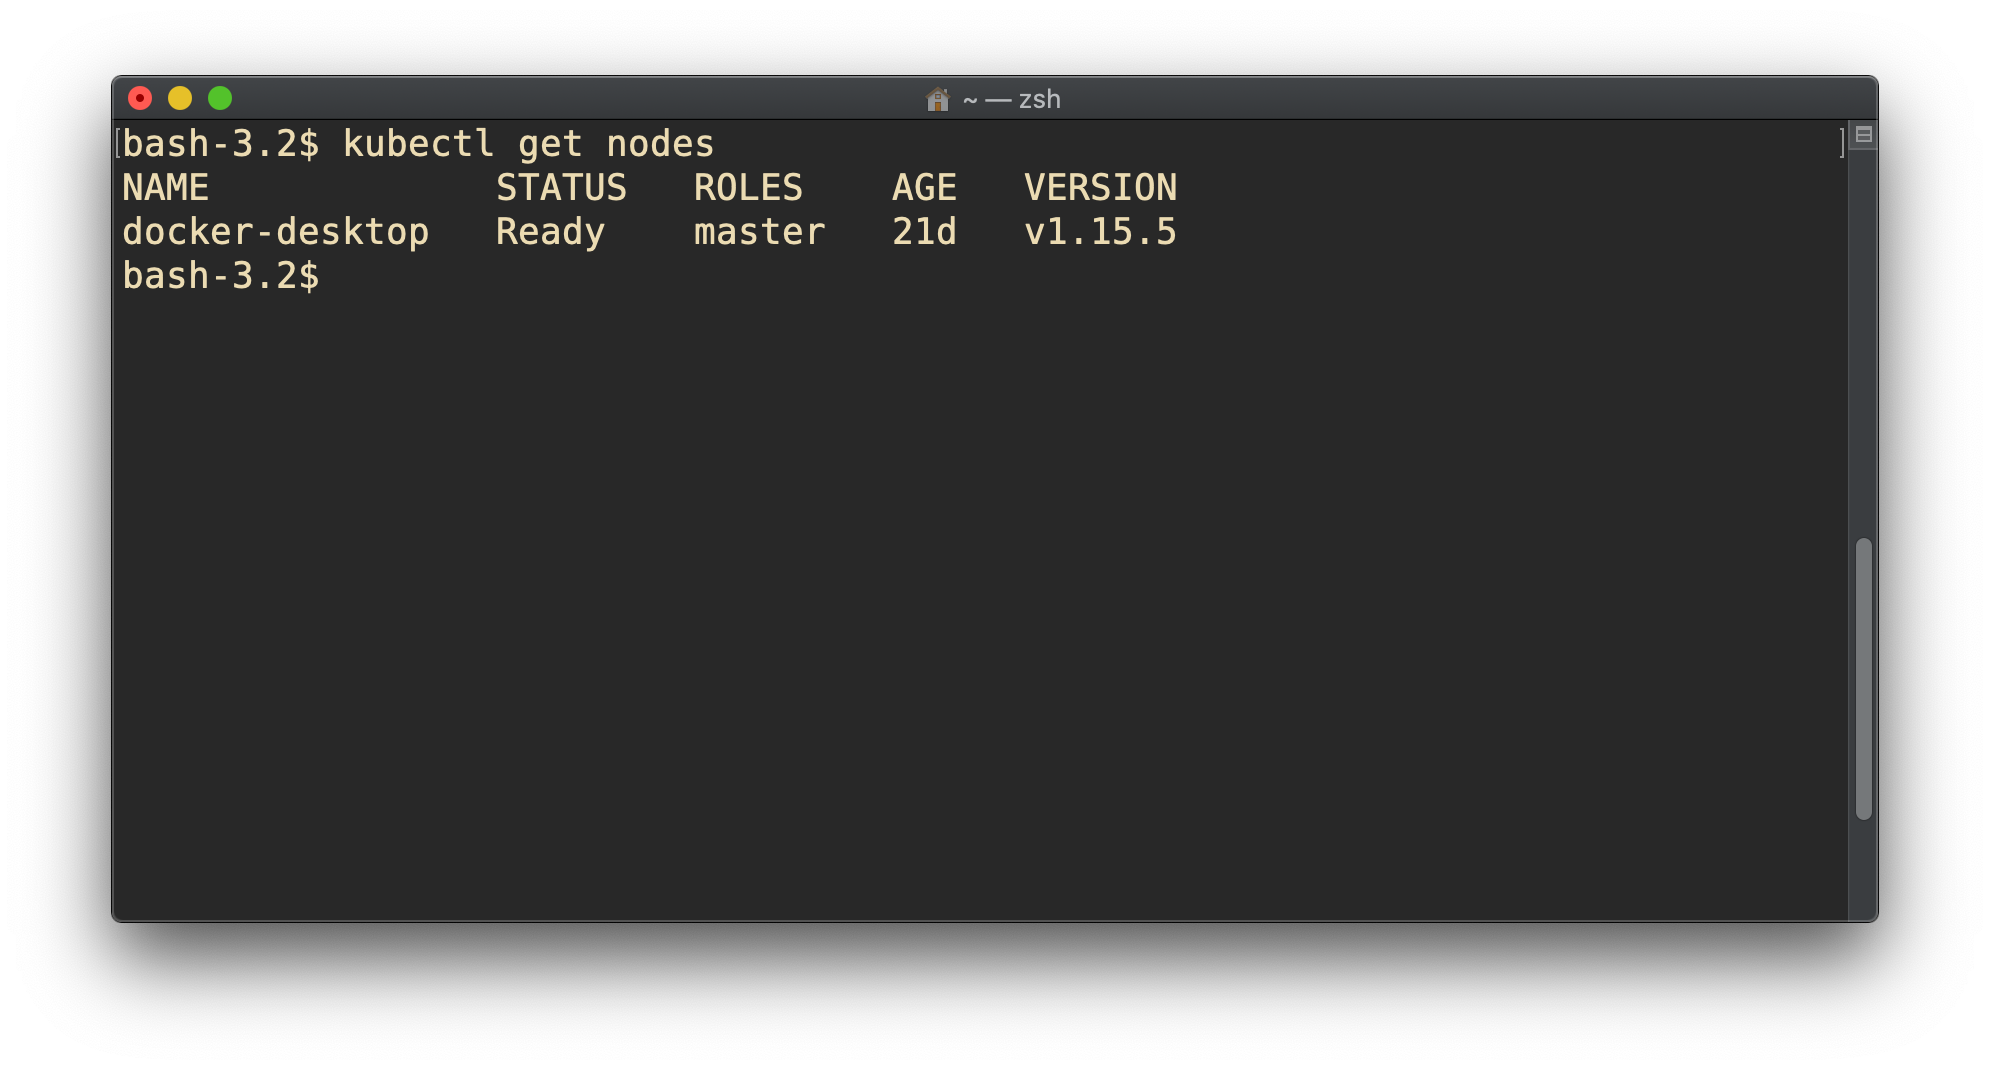 ~ — zsh
bash-3.2$ kubectl get nodes
NAME             STATUS   ROLES    AGE   VERSION
docker-desktop   Ready    master   21d   v1.15.5
bash-3.2$